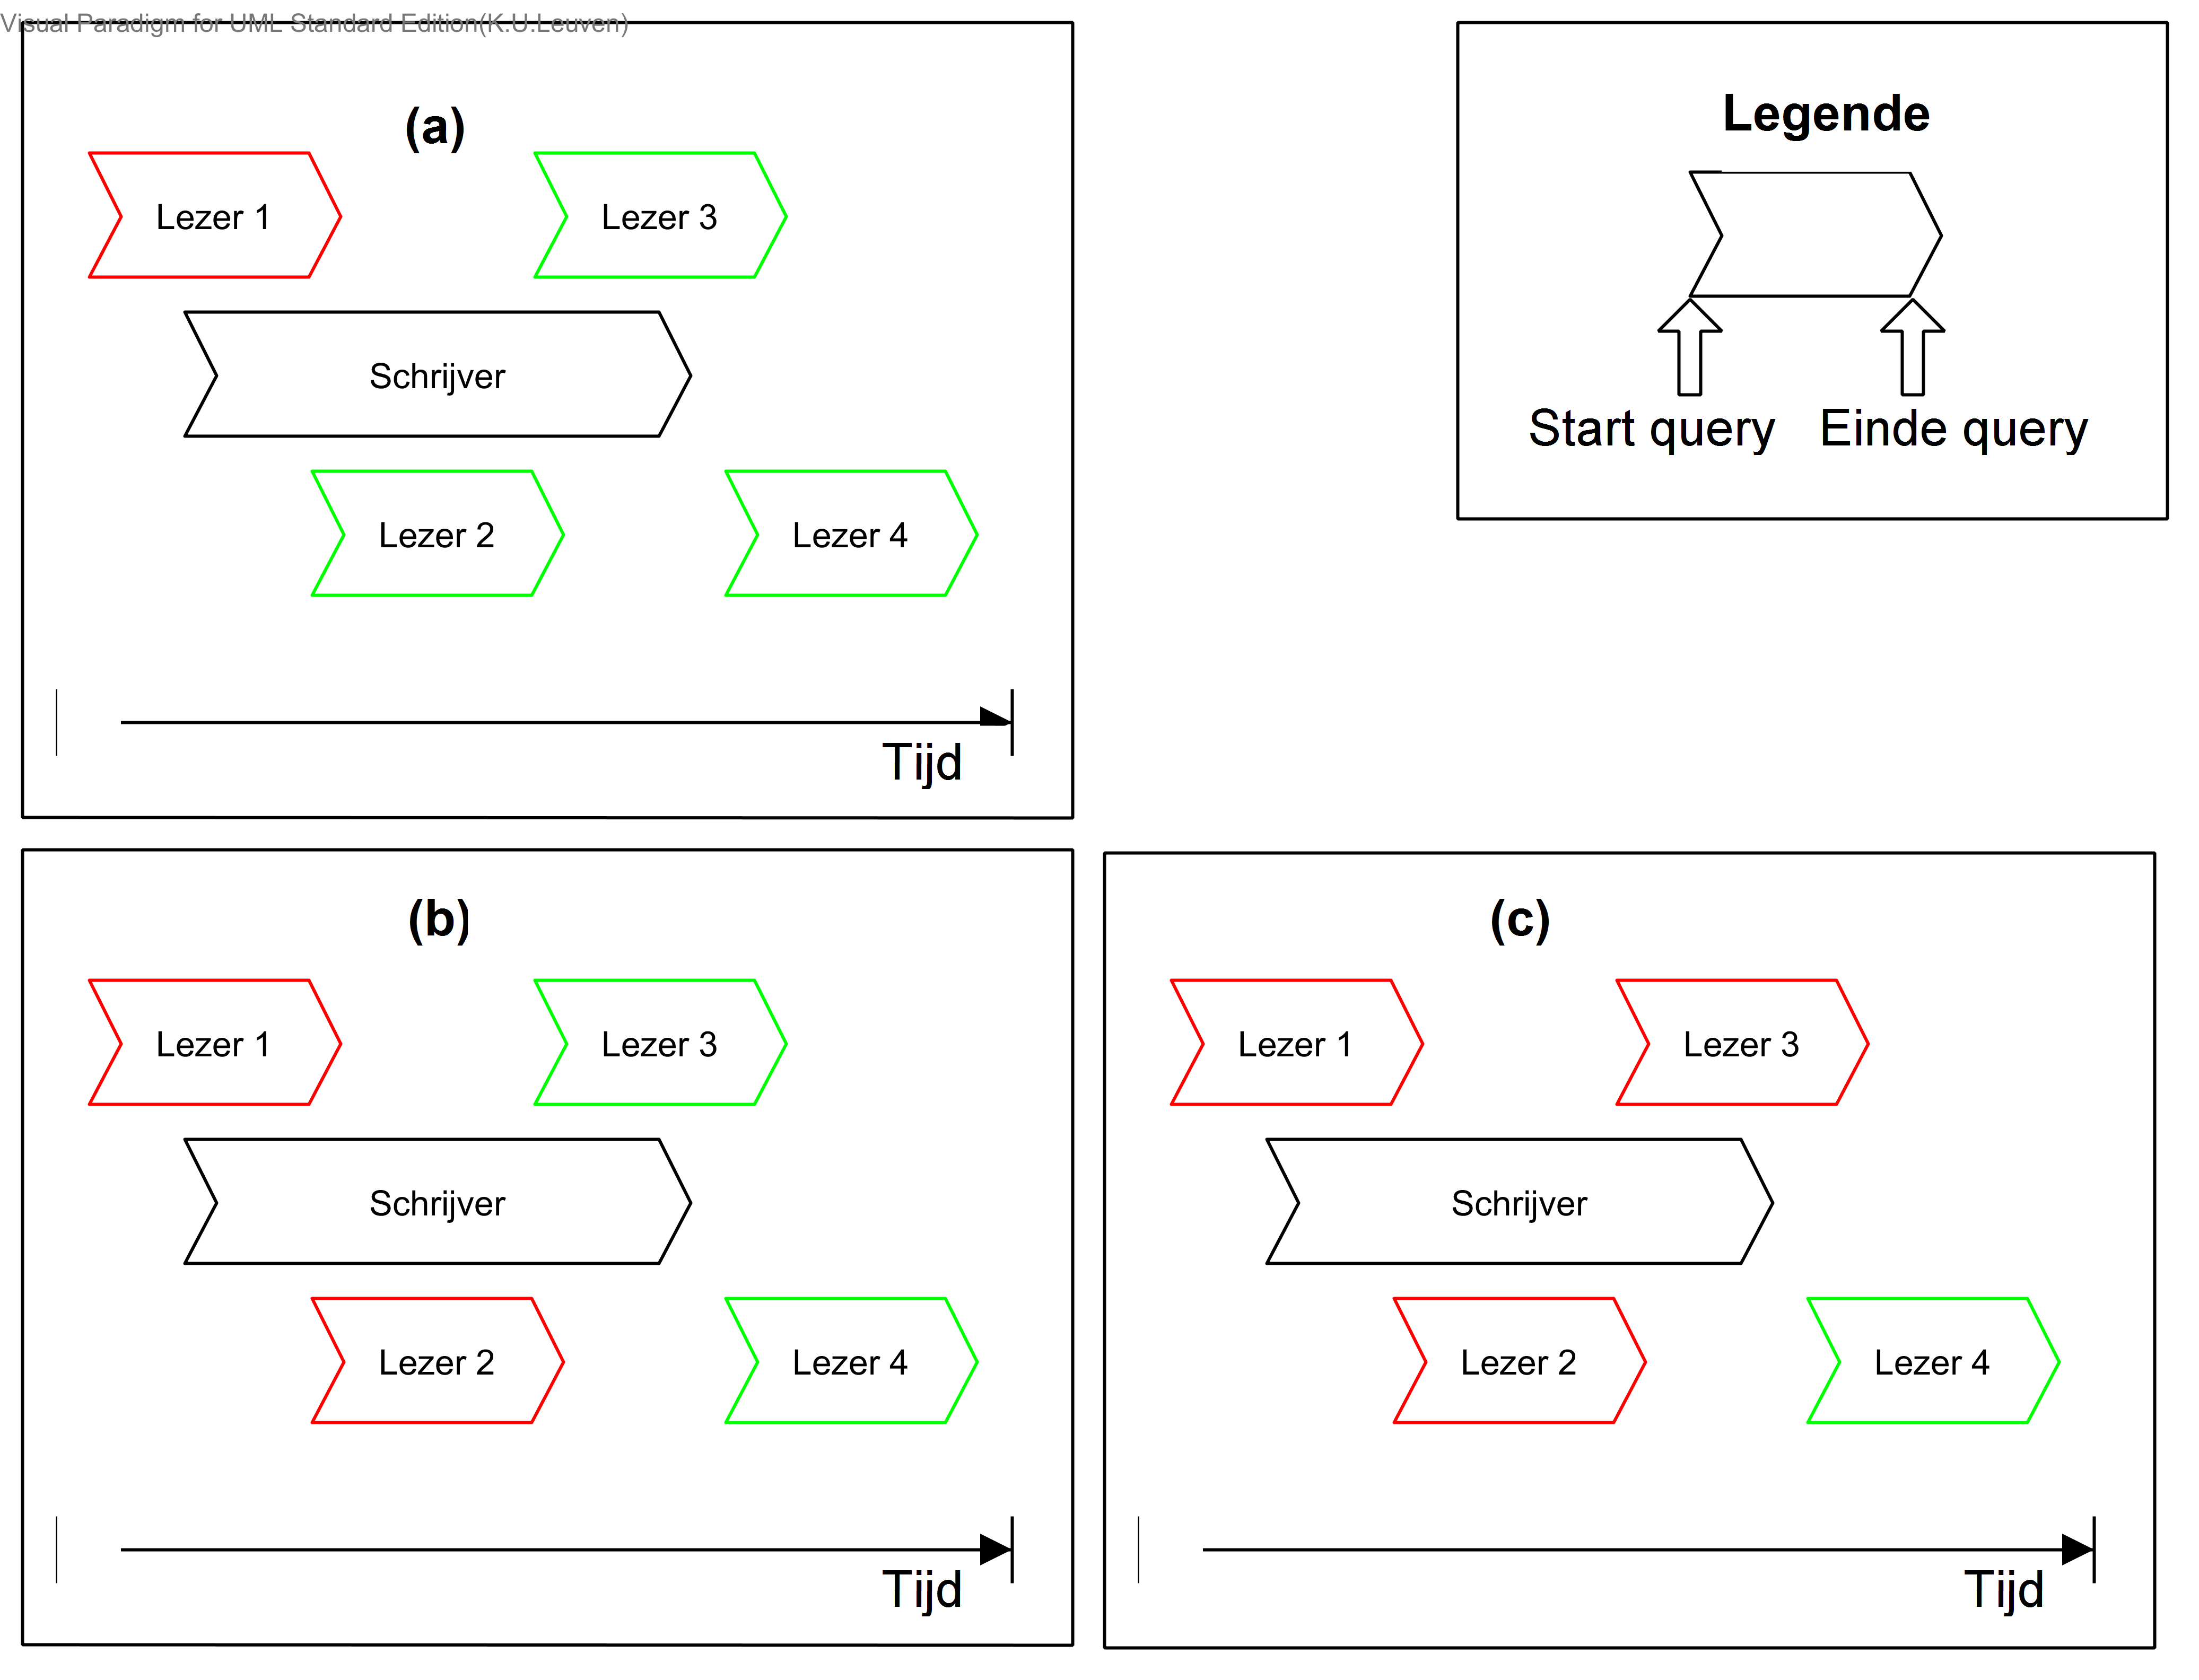 Visual Paradigm for UML Standard Edition(K.U.Leuven)
(a)
Lezer 1
Lezer 3
Schrijver
Lezer 2
Lezer 4
Tijd
Legende
Start query
Einde query
(b)
Lezer 1
Lezer 3
Schrijver
Lezer 2
Lezer 4
Tijd
(c)
Lezer 1
Lezer 3
Schrijver
Lezer 2
Lezer 4
Tijd